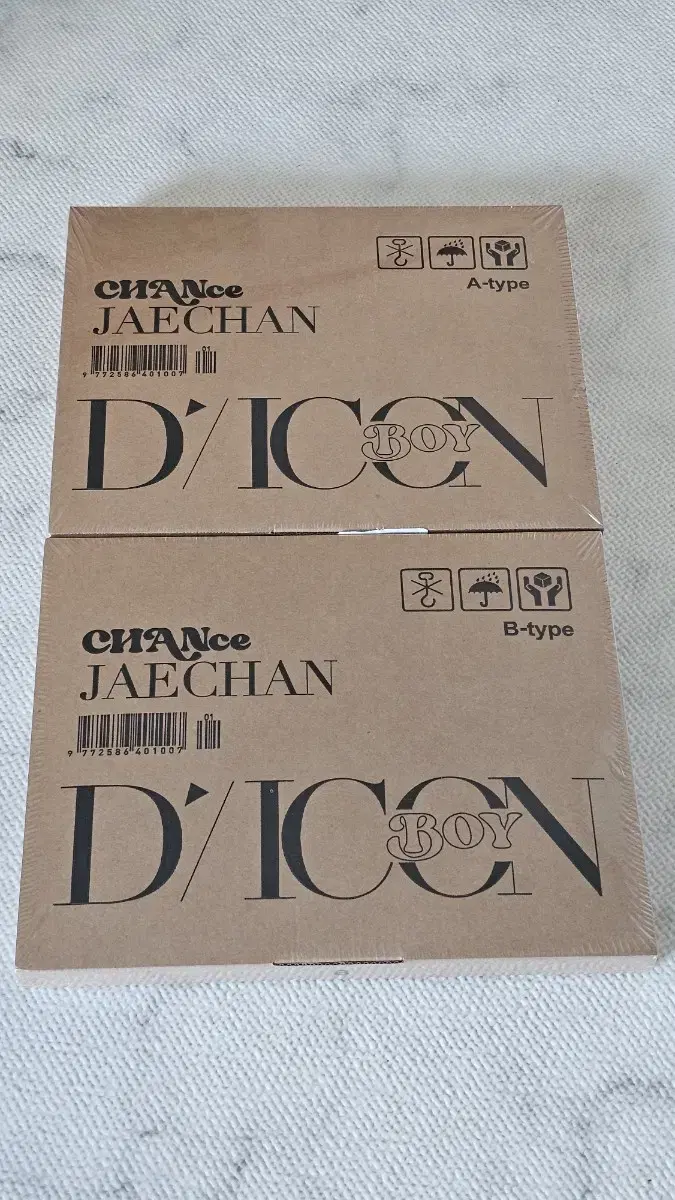 A-type
CHANce
JAECHAN
01
9 772586 401007
D'/ICON
BOY
B-type
CHANce
JAECHAN
01
9 772586 401007
D'/ICON
BOY